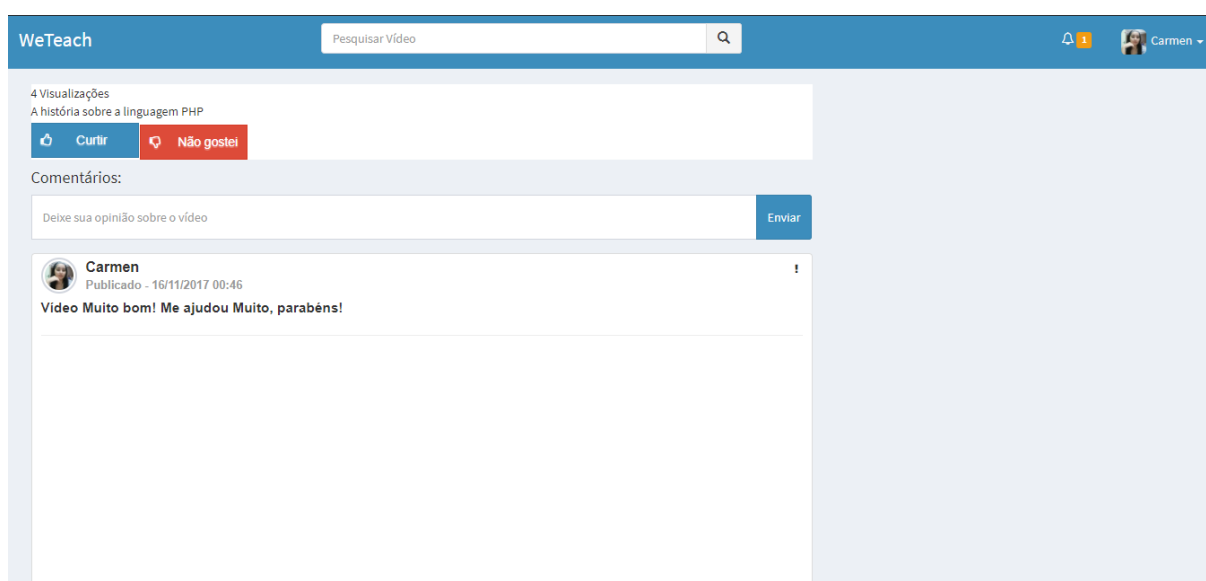 WeTeach
Pesquisar Vídeo
1
Carmen
4 Visualizações
A história sobre a linguagem PHP
Curtir
Não gostei
Comentários:
Deixe sua opinião sobre o vídeo
Enviar
Carmen
!
Publicado - 16/11/2017 00:46
Vídeo Muito bom! Me ajudou Muito, parabéns!